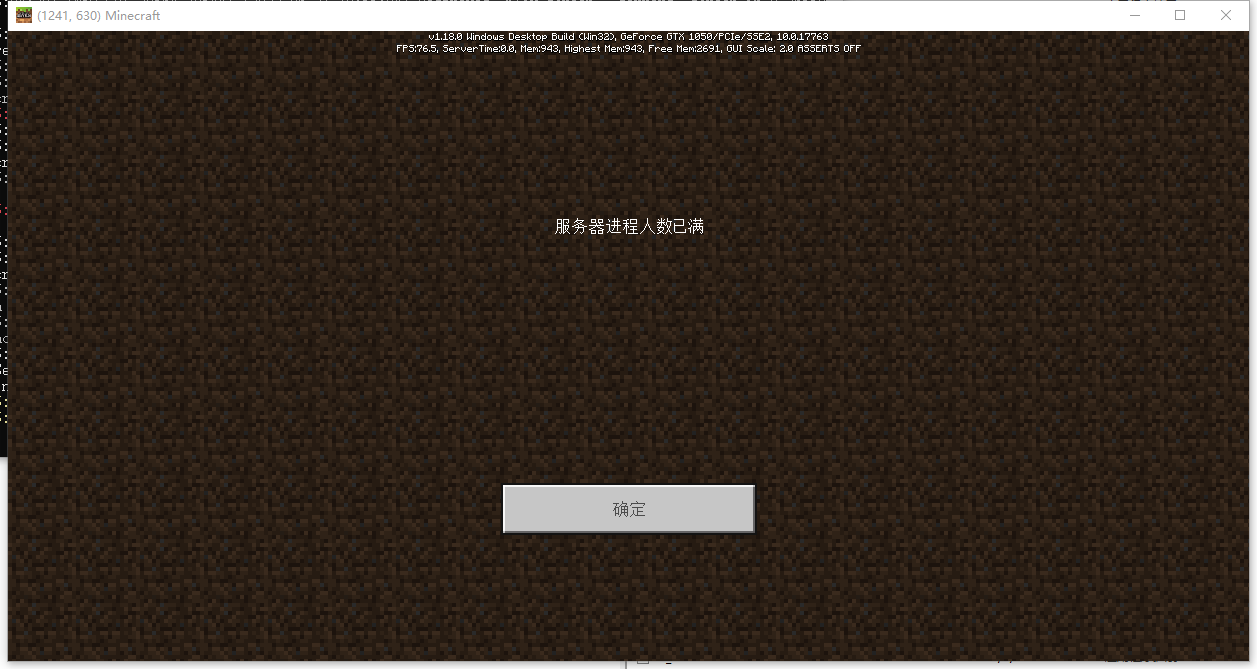 (1241, 630) Minecraft
v1.18.0 Windows Desktop Build (Win32), GeForce GTX 1050/PCIe/SSE2, 10.0.17763
FPS:76.5, ServerTime:0.0, Mem:943, Highest Mem:943, Free Mem:2691, GUI Scale: 2.0 ASSERTS OFF
服务器进程人数已满
确定